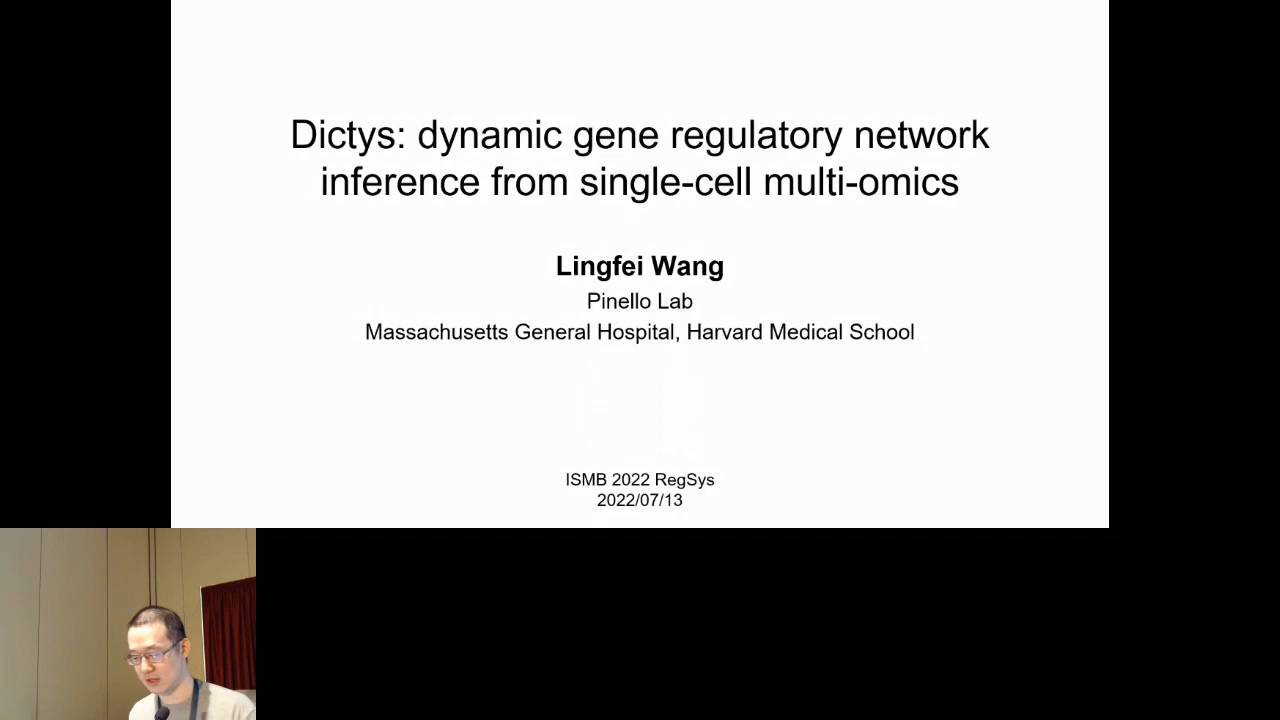 Dictys: dynamic gene regulatory network
inference from single-cell multi-omics
Lingfei Wang
Pinello Lab
Massachusetts General Hospital, Harvard Medical School
ISMB 2022 RegSys
2022/07/13